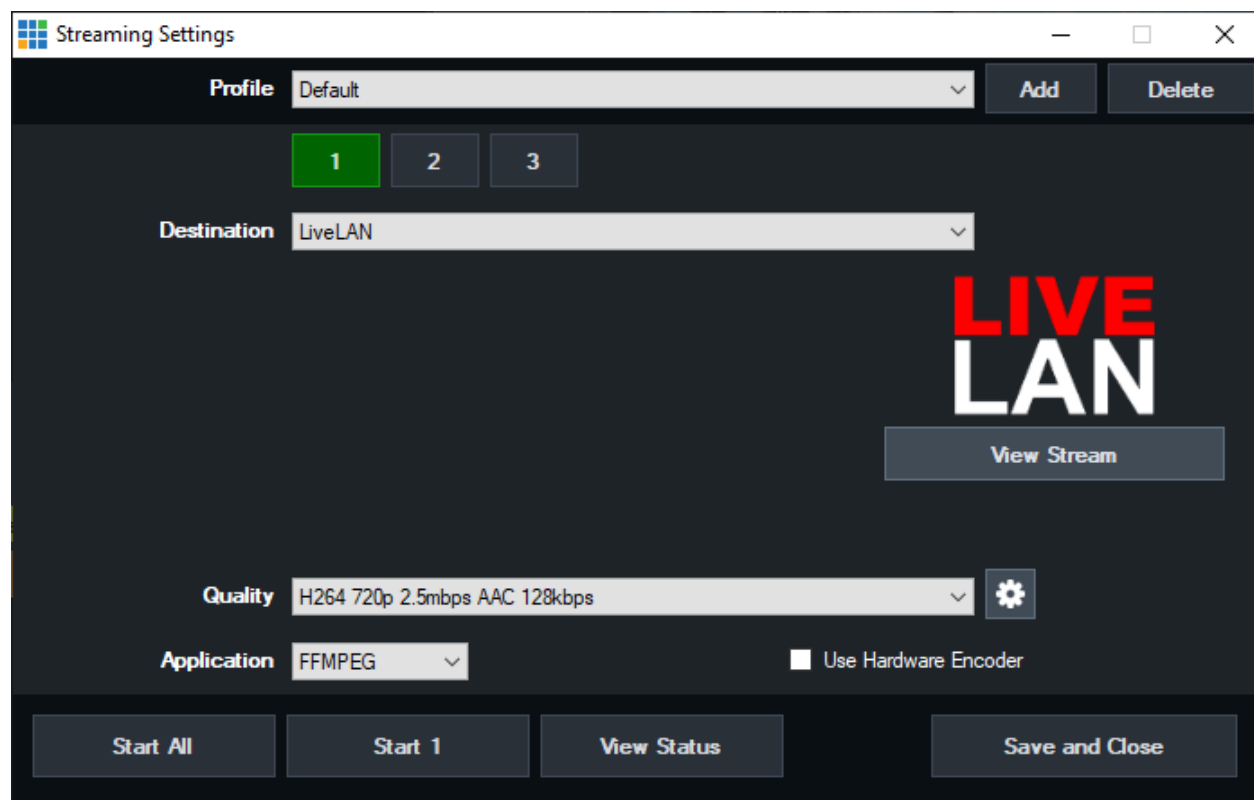 Streaming Settings
Profile Default Add Delete
1 2 3
Destination LiveLAN
LIVE
LAN
View Stream
Quality H264 720p 2.5mbps AAC 128kbps
Application FFMPEG Use Hardware Encoder
Start All Start 1 View Status Save and Close